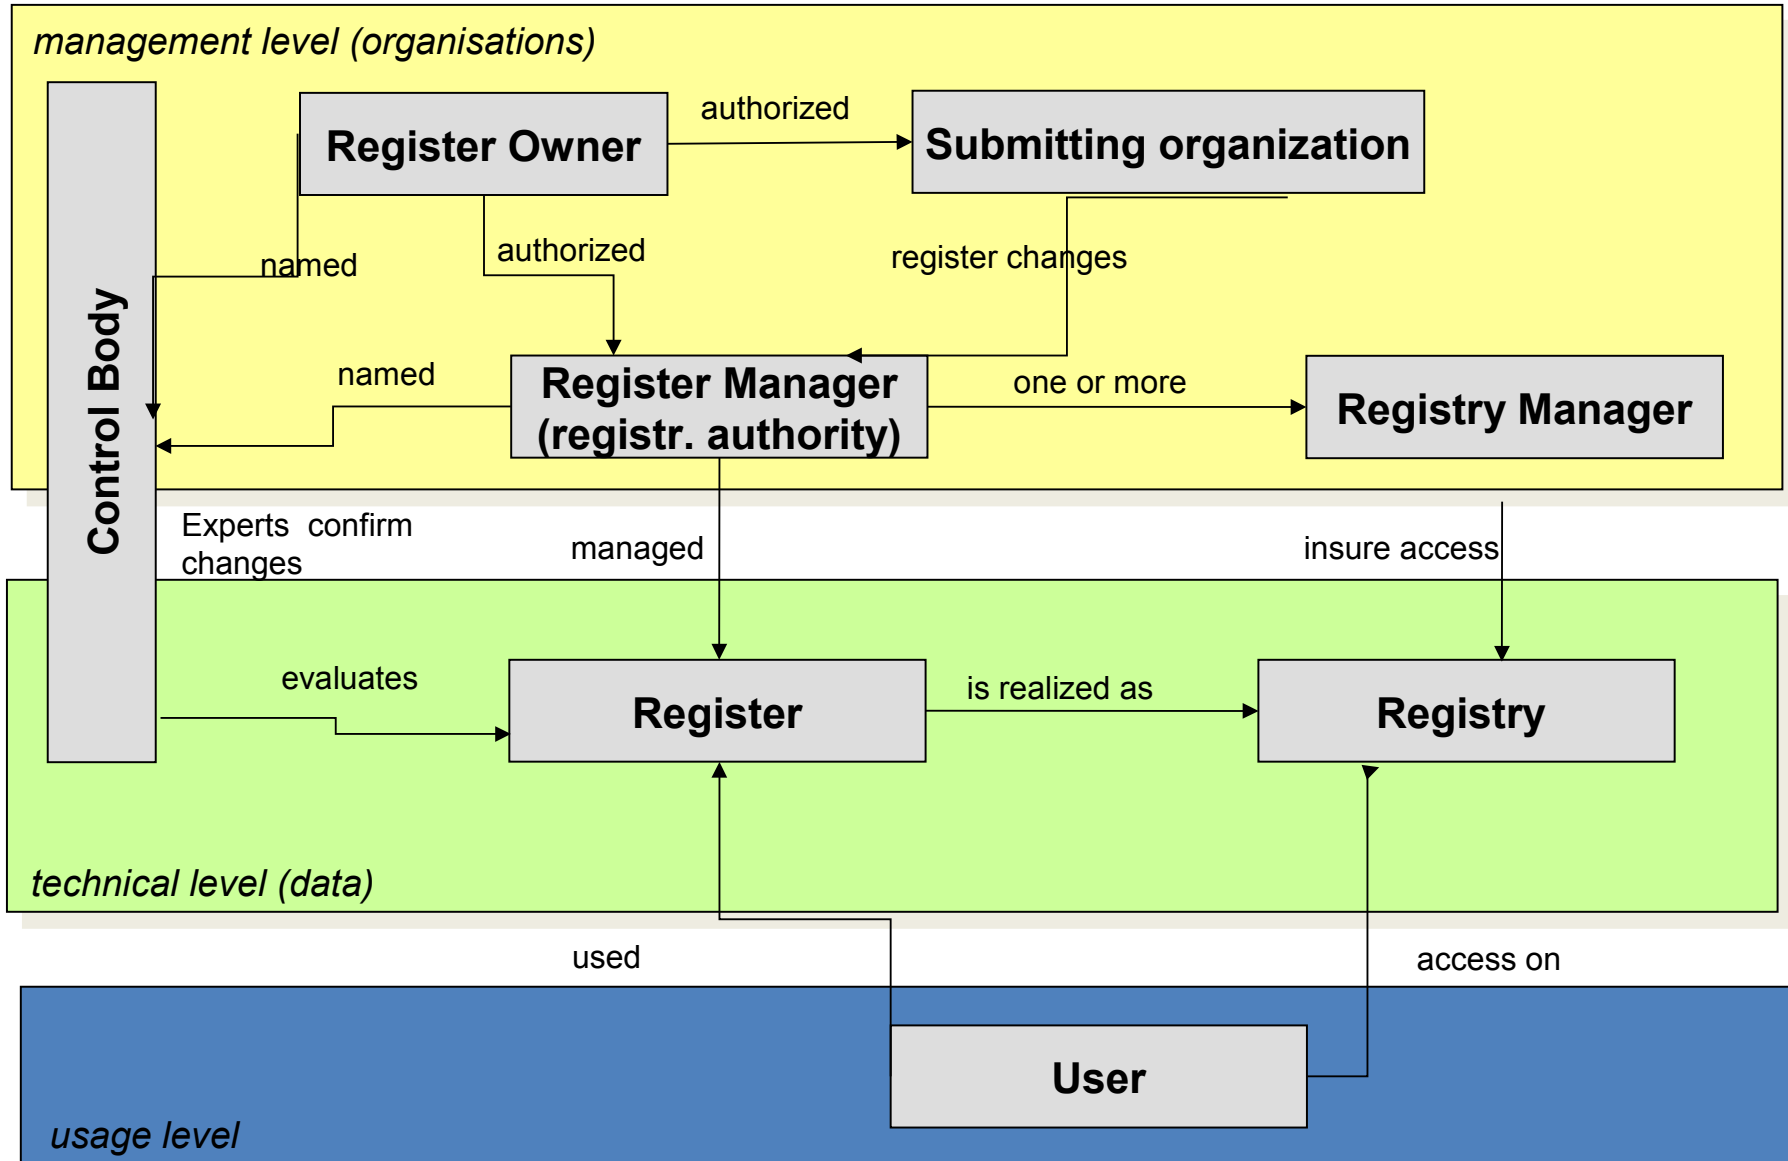 management level (organisations)
Register Owner
authorized
Submitting organization
named
authorized
register changes
Control Body
named
Register Manager
(registr. authority)
one or more
Registry Manager
Experts  confirm
changes
managed
insure access
evaluates
Register
is realized as
Registry
technical level (data)
used
access on
User
usage level